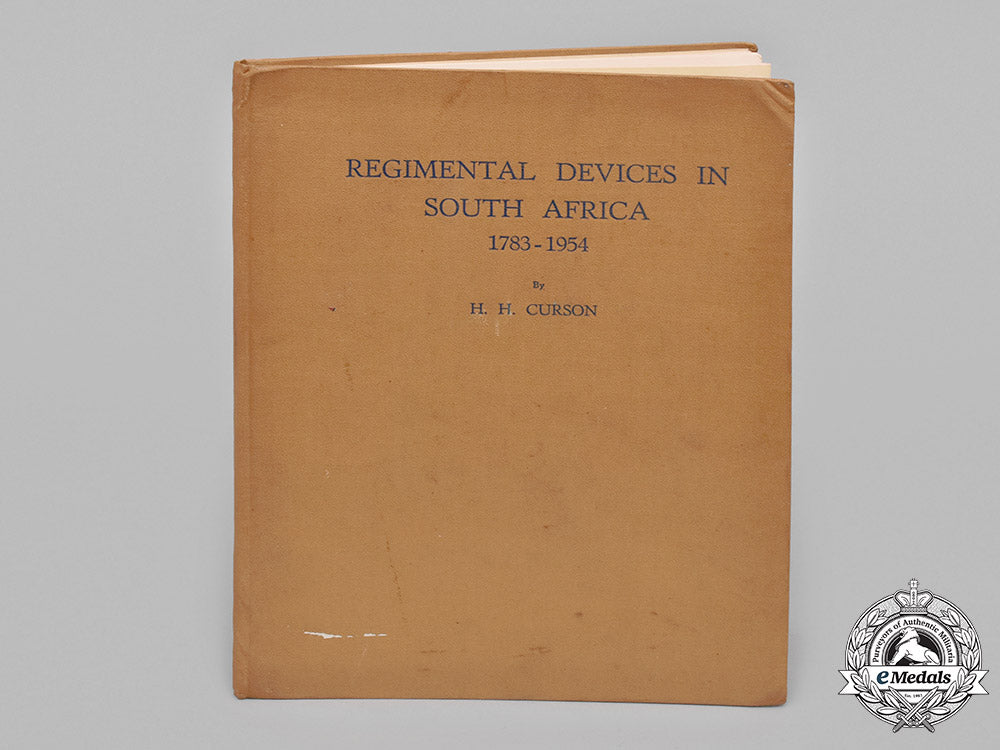 REGIMENTAL DEVICES IN
SOUTH AFRICA
1783-1954
By
H. H. CURSON
Purveyors of Authentic Militaria
eMedals